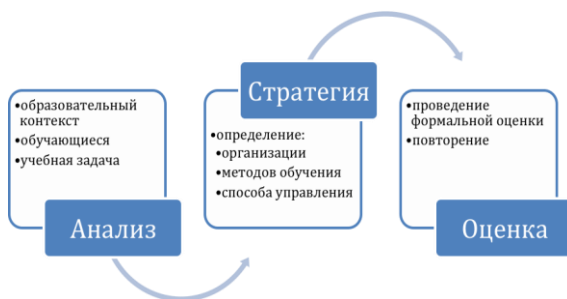 •образовательный
контекст
•обучающиеся
•учебная задача
Анализ
Стратегия
•определение:
•организации
•методов обучения
•способа управления
•проведение
формальной оценки
•повторение
Оценка